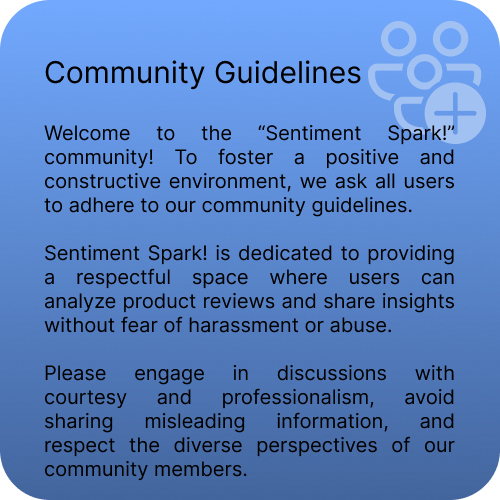 Community Guidelines
Welcome to the “Sentiment Spark!”
community! To foster a positive and
constructive environment, we ask all users
to adhere to our community guidelines.
Sentiment Spark! is dedicated to providing
a respectful space where users can
analyze product reviews and share insights
without fear of harassment or abuse.
Please engage in discussions with
courtesy and professionalism, avoid
sharing misleading information, and
respect the diverse perspectives of our
community members.